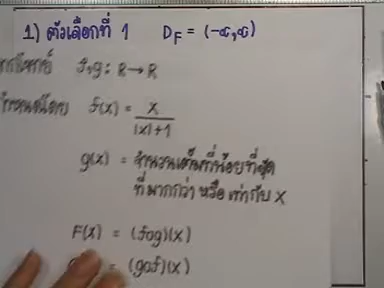 1) ตัวเลือกที่ 1 D_F = (-∞,∞)
f,g : R → R
f(x) = x / (|x|+1)
g(x) = จำนวนเต็มที่น้อยที่สุด
ที่มากกว่า หรือ เท่ากับ x
F(x) = (fog)(x)
= (gof)(x)